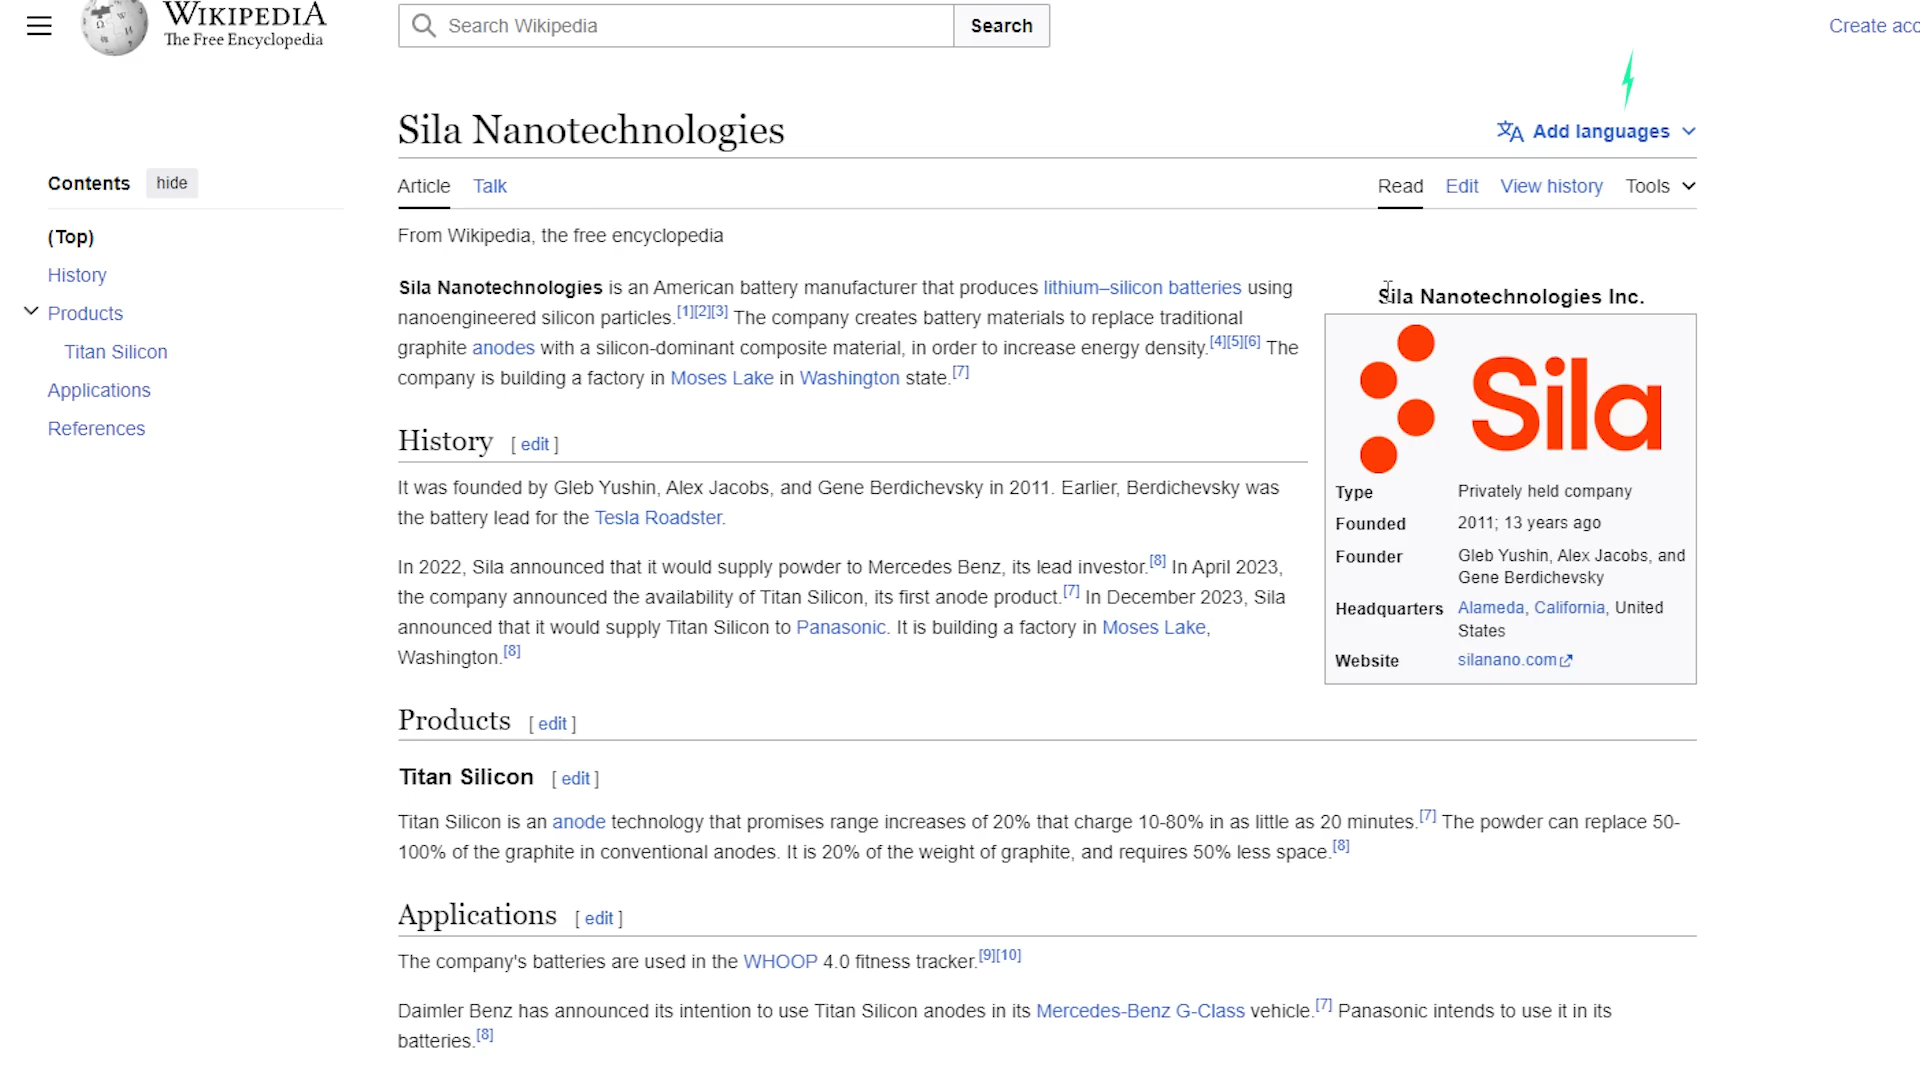 WIKIPEDIA
The Free Encyclopedia
Search Wikipedia
Search
Create acc
Sila Nanotechnologies
Add languages
Contents hide
(Top)
History
Products
Titan Silicon
Applications
References
Article Talk
Read Edit View history Tools
From Wikipedia, the free encyclopedia
Sila Nanotechnologies is an American battery manufacturer that produces lithium–silicon batteries using
nanoengineered silicon particles.[1][2][3] The company creates battery materials to replace traditional
graphite anodes with a silicon-dominant composite material, in order to increase energy density.[4][5][6] The
company is building a factory in Moses Lake in Washington state.[7]
History [ edit ]
It was founded by Gleb Yushin, Alex Jacobs, and Gene Berdichevsky in 2011. Earlier, Berdichevsky was
the battery lead for the Tesla Roadster.
In 2022, Sila announced that it would supply powder to Mercedes Benz, its lead investor.[8] In April 2023,
the company announced the availability of Titan Silicon, its first anode product.[7] In December 2023, Sila
announced that it would supply Titan Silicon to Panasonic. It is building a factory in Moses Lake,
Washington.[8]
Sila Nanotechnologies Inc.
Sila
Type Privately held company
Founded 2011; 13 years ago
Founder Gleb Yushin, Alex Jacobs, and
Gene Berdichevsky
Headquarters Alameda, California, United
States
Website silanano.com
Products [ edit ]
Titan Silicon [ edit ]
Titan Silicon is an anode technology that promises range increases of 20% that charge 10-80% in as little as 20 minutes.[7] The powder can replace 50-
100% of the graphite in conventional anodes. It is 20% of the weight of graphite, and requires 50% less space.[8]
Applications [ edit ]
The company's batteries are used in the WHOOP 4.0 fitness tracker.[9][10]
Daimler Benz has announced its intention to use Titan Silicon anodes in its Mercedes-Benz G-Class vehicle.[7] Panasonic intends to use it in its
batteries.[8]